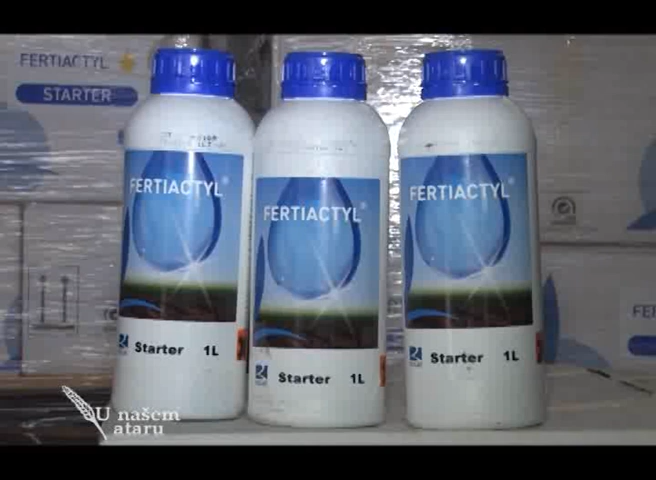 FERTIACTYL
STARTER
FERTIACTYL®
Starter 1L
FERTIACTYL®
Starter 1L
FERTIACTYL®
Starter 1L
U našem
ataru